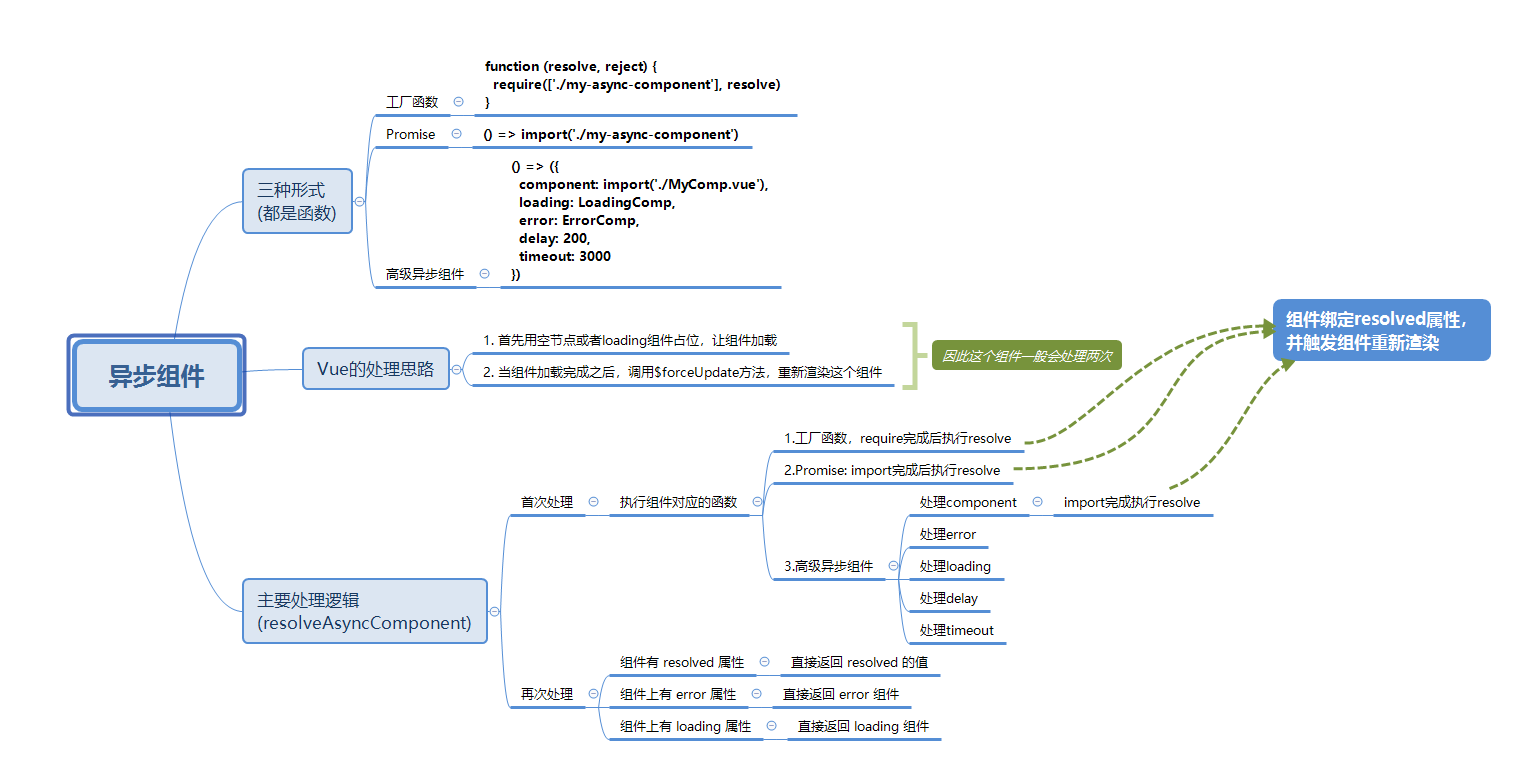 异步组件
三种形式
(都是函数)
工厂函数
function (resolve, reject) {
require(['./my-async-component'], resolve)
}
Promise
() => import('./my-async-component')
高级异步组件
() => ({
component: import('./MyComp.vue'),
loading: LoadingComp,
error: ErrorComp,
delay: 200,
timeout: 3000
})
Vue的处理思路
1. 首先用空节点或者loading组件占位，让组件加载
2. 当组件加载完成之后，调用$forceUpdate方法，重新渲染这个组件
因此这个组件一般会处理两次
组件绑定resolved属性，
并触发组件重新渲染
主要处理逻辑
(resolveAsyncComponent)
首次处理
执行组件对应的函数
1.工厂函数，require完成后执行resolve
2.Promise: import完成后执行resolve
3.高级异步组件
处理component
import完成执行resolve
处理error
处理loading
处理delay
处理timeout
再次处理
组件有 resolved 属性
直接返回 resolved 的值
组件上有 error 属性
直接返回 error 组件
组件上有 loading 属性
直接返回 loading 组件